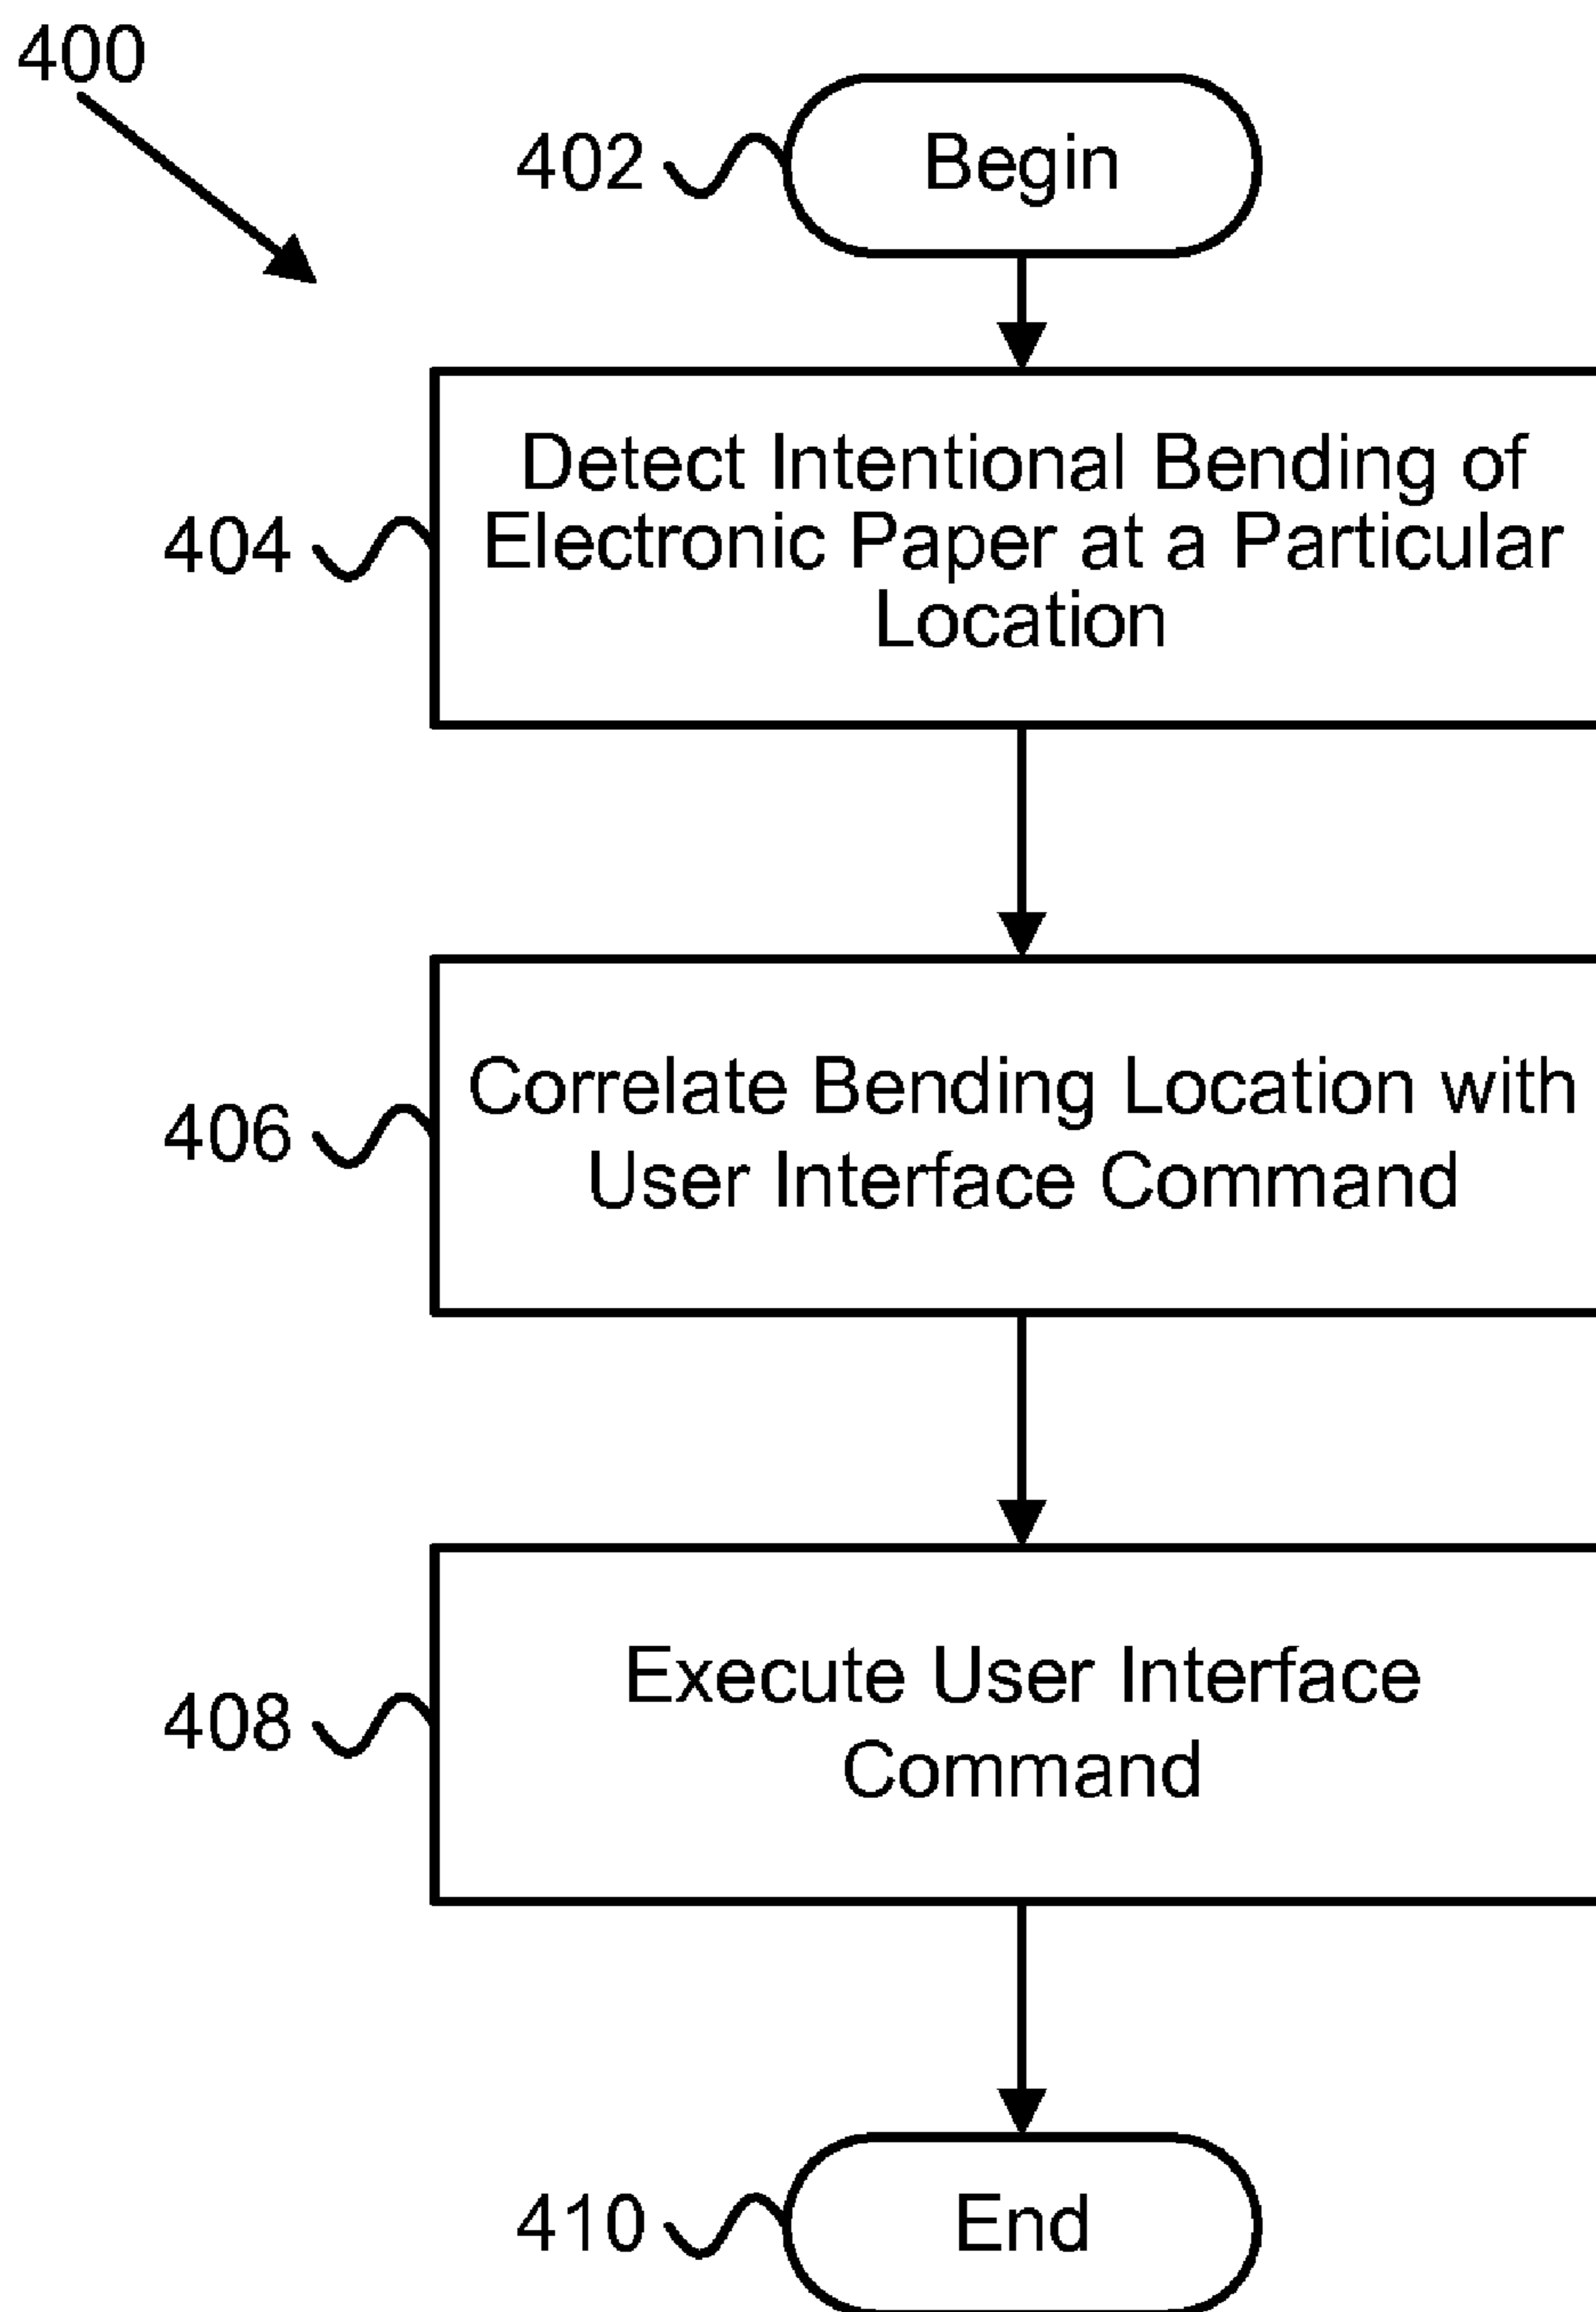 400
402
Begin
404
Detect Intentional Bending of
Electronic Paper at a Particular
Location
406
Correlate Bending Location with
User Interface Command
408
Execute User Interface
Command
410
End